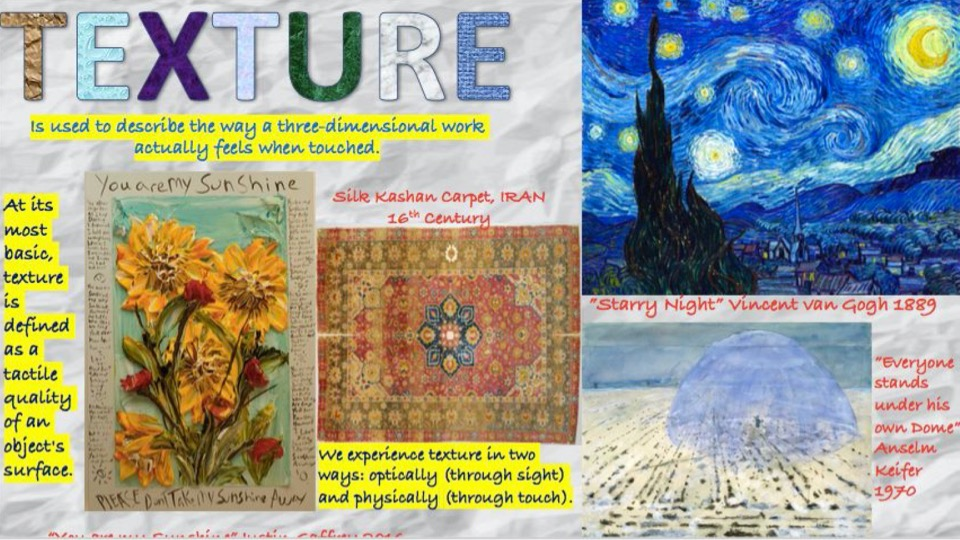 TEXTURE
Is used to describe the way a three-dimensional work
actually feels when touched.
At its
most
basic,
texture
is
defined
as a
tactile
quality
of an
object's
surface.
You are my Sunshine
PLEASE Don't Take my Sunshine Away
Silk Kashan Carpet, IRAN
16th Century
We experience texture in two
ways: optically (through sight)
and physically (through touch).
"Starry Night" Vincent van Gogh 1889
"Everyone
stands
under his
own Dome"
Anselm
Keifer
1970